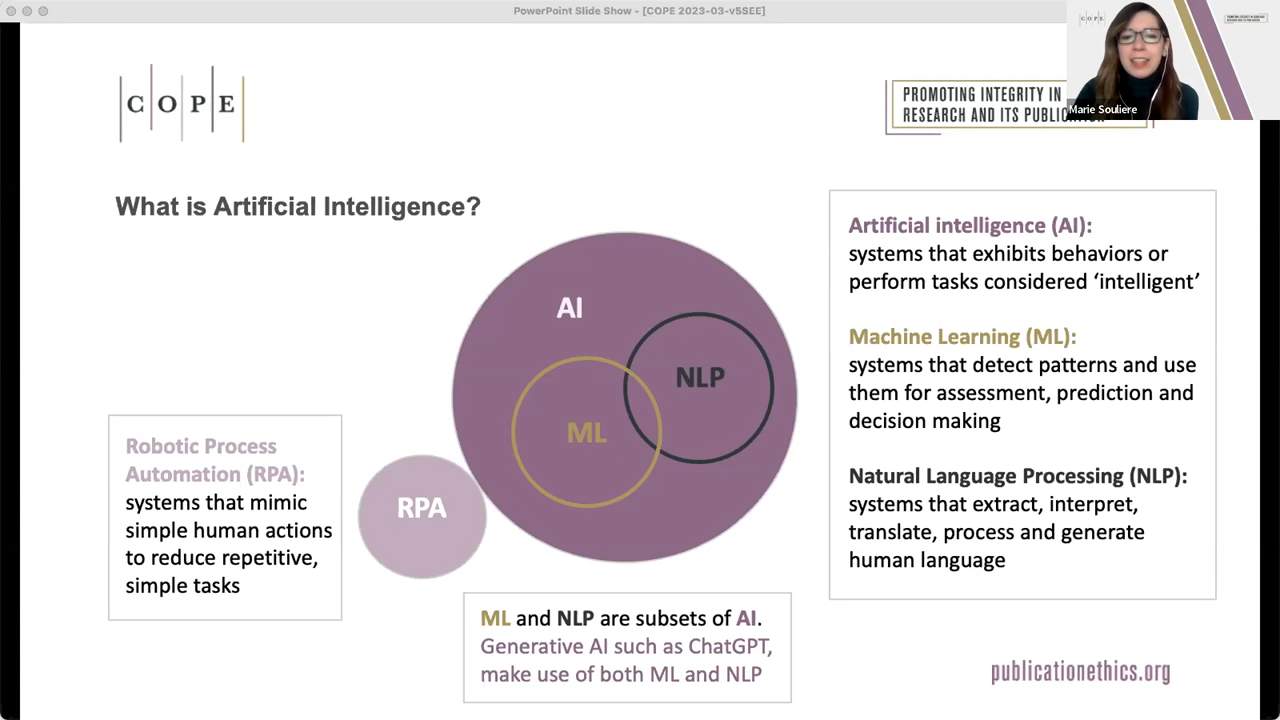 PowerPoint Slide Show - [COPE 2023-03-v5SEE]
COPE
PROMOTING INTEGRITY IN
RESEARCH AND ITS
COPE
Marie Souliere
What is Artificial Intelligence?
AI
NLP
ML
RPA
Robotic Process
Automation (RPA):
systems that mimic
simple human actions
to reduce repetitive,
simple tasks
Artificial intelligence (AI):
systems that exhibits behaviors or
perform tasks considered ‘intelligent’
Machine Learning (ML):
systems that detect patterns and use
them for assessment, prediction and
decision making
Natural Language Processing (NLP):
systems that extract, interpret,
translate, process and generate
human language
ML and NLP are subsets of AI.
Generative AI such as ChatGPT,
make use of both ML and NLP
publicationethics.org